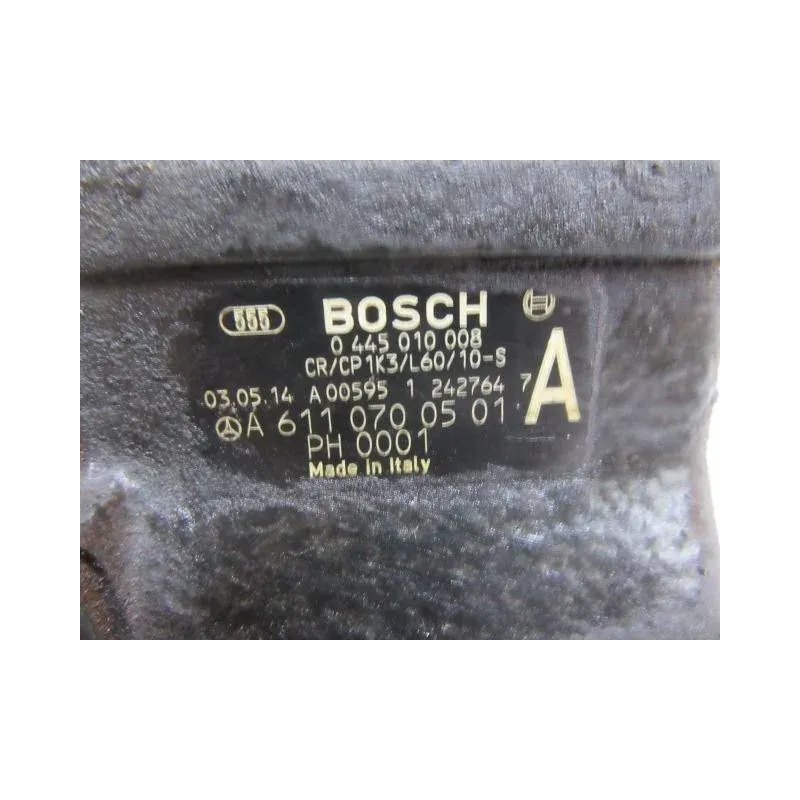 555 BOSCH
0 445 010 008
CR/CP1K3/L60/10-S
03.05.14 A00595 1 242764 7 A
A 611 070 05 01
PH 0001
Made in Italy